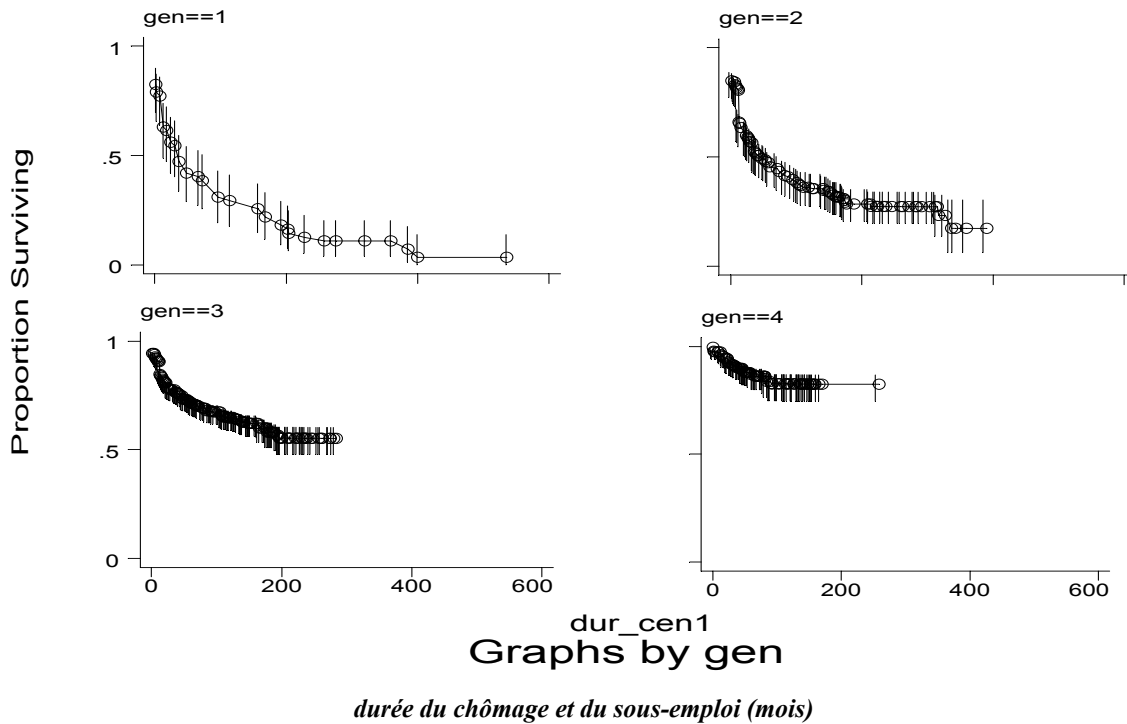 gen==1
gen==2
1
.5
0
gen==3
gen==4
1
.5
0
0 200 400 600
0 200 400 600
Proportion Surviving
dur_cen1
Graphs by gen
durée du chômage et du sous-emploi (mois)